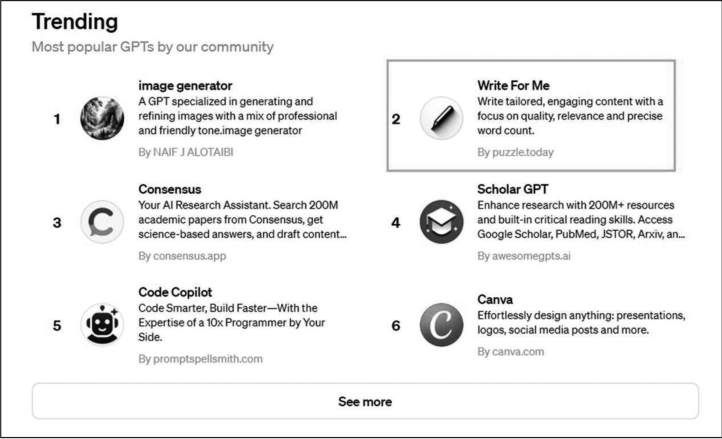 Trending
Most popular GPTs by our community
1
image generator
A GPT specialized in generating and
refining images with a mix of professional
and friendly tone.image generator
By NAIF J ALOTAIBI
2
Write For Me
Write tailored, engaging content with a
focus on quality, relevance and precise
word count.
By puzzle.today
3
Consensus
Your AI Research Assistant. Search 200M
academic papers from Consensus, get
science-based answers, and draft content...
By consensus.app
4
Scholar GPT
Enhance research with 200M+ resources
and built-in critical reading skills. Access
Google Scholar, PubMed, JSTOR, Arxiv, an...
By awesomegpts.ai
5
Code Copilot
Code Smarter, Build Faster—With the
Expertise of a 10x Programmer by Your
Side.
By promptspellsmith.com
6
C
Canva
Effortlessly design anything: presentations,
logos, social media posts and more.
By canva.com
See more